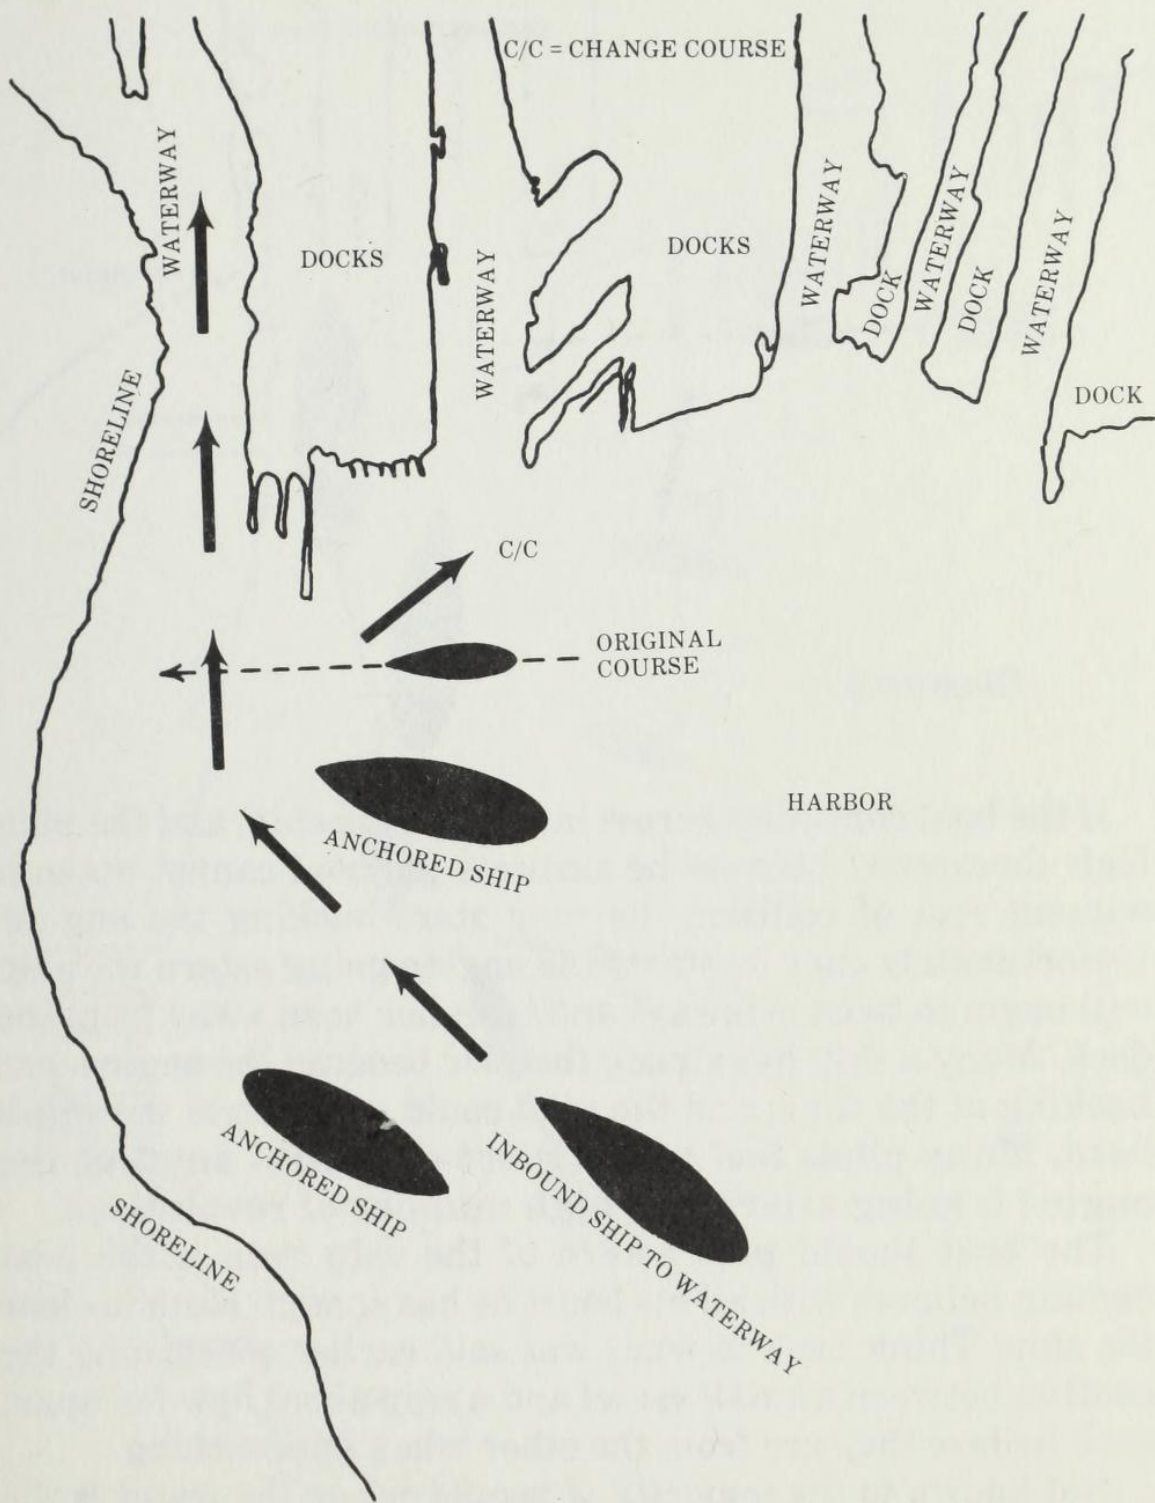 C/C = CHANGE COURSE
WATERWAY
DOCKS
WATERWAY
DOCKS
WATERWAY
DOCK
WATERWAY
DOCK
WATERWAY
DOCK
SHORELINE
C/C
ORIGINAL
COURSE
HARBOR
ANCHORED SHIP
ANCHORED SHIP
INBOUND SHIP TO WATERWAY
SHORELINE